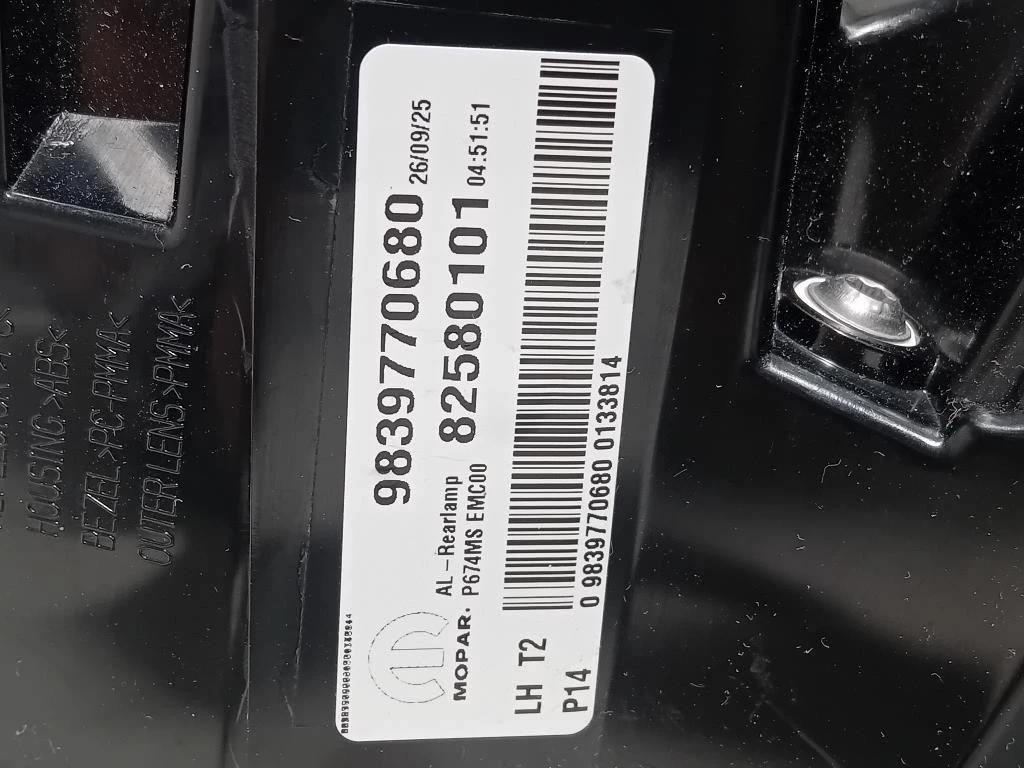 HOUSING >ABS<
BEZEL >PC-PMMA<
OUTER LENS >PMMA<
9839770680 26/09/25
AL-Rearlamp
P674MS EMC00
82580101 04:51:51
MOPAR.
LH T2
P14
0 9839770680 0133814